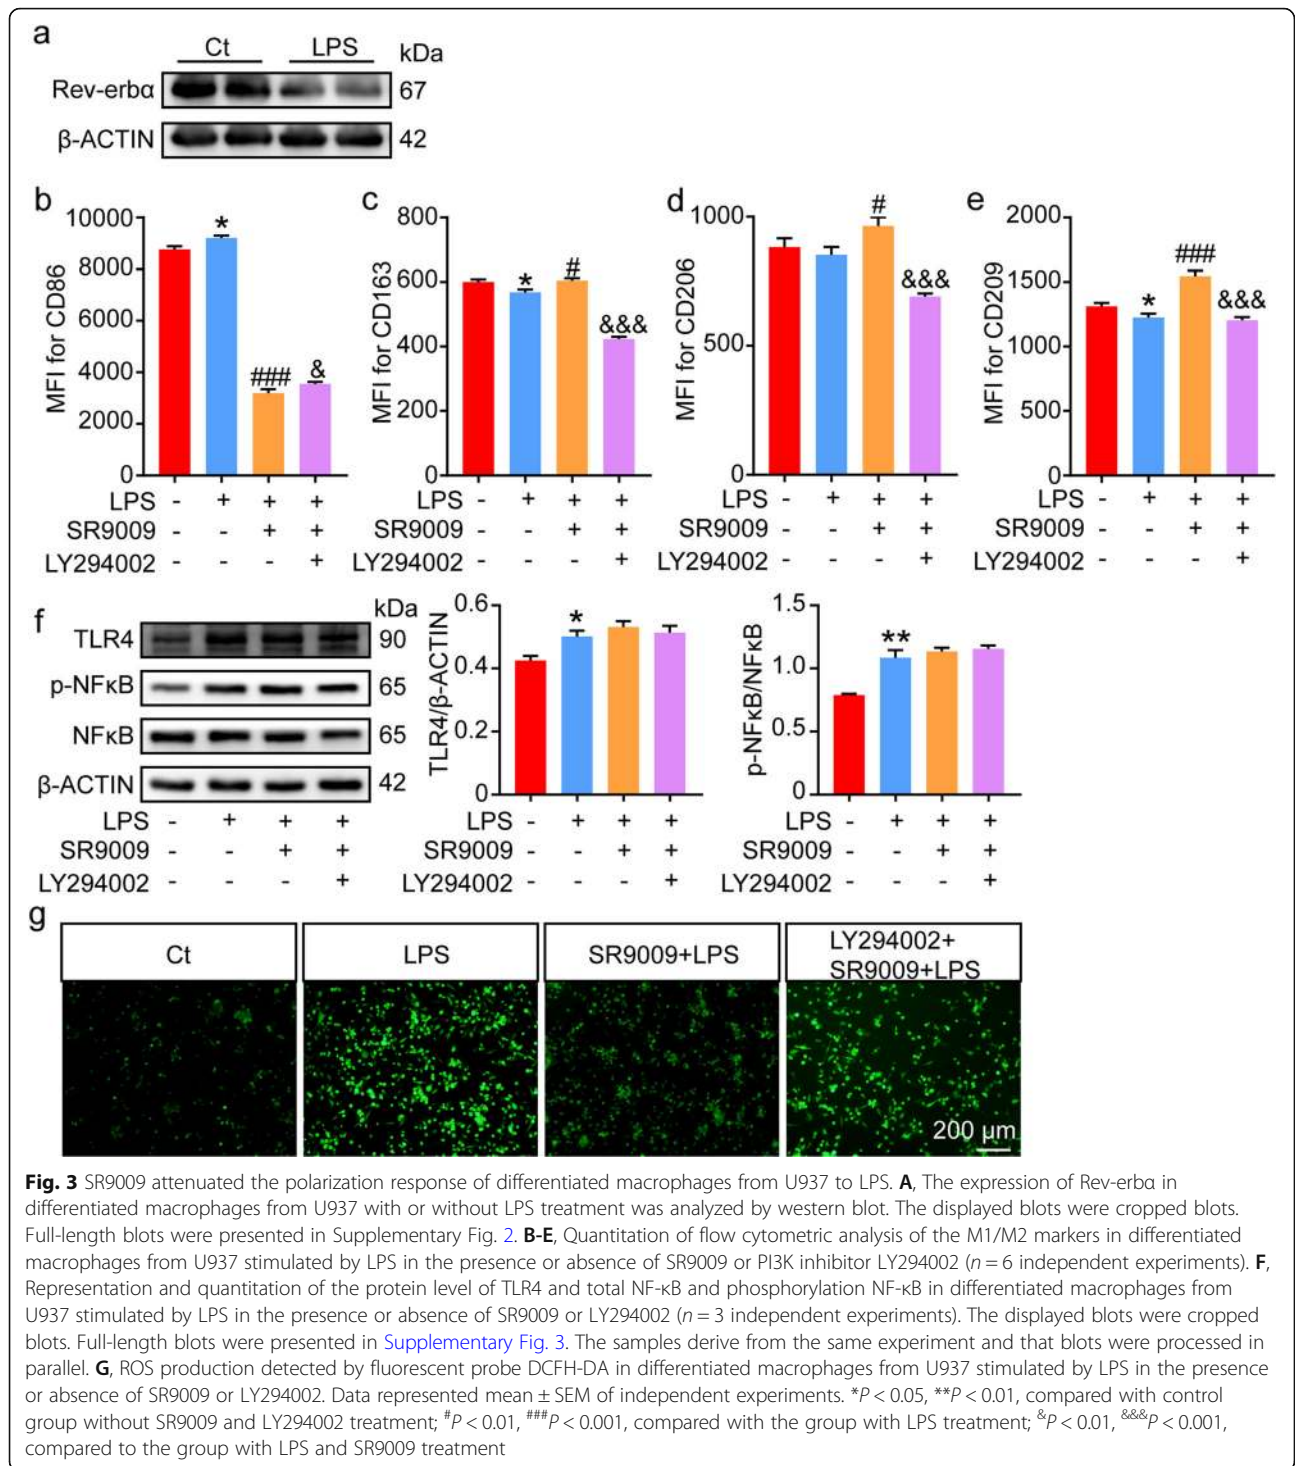 a
Ct LPS kDa
Rev-erbα 67
β-ACTIN 42
b
MFI for CD86
10000
8000
6000
4000
2000
0
* ### &
LPS - + + +
SR9009 - - + +
LY294002 - - - +
c
MFI for CD163
800
600
400
200
0
* # &&&
- + + +
- - + +
LY294002 - - - +
d
MFI for CD206
1000
500
0
# &&&
LPS - + + +
SR9009 - - + +
LY294002 - - - +
e
MFI for CD209
2000
1500
1000
500
0
* ### &&&
LPS - + + +
SR9009 - - + +
LY294002 - - - +
f
kDa
TLR4 90
p-NFκB 65
NFκB 65
β-ACTIN 42
LPS - + + +
SR9009 - - + +
LY294002 - - - +
TLR4/β-ACTIN
0.6
0.4
0.2
0
*
LPS - + + +
SR9009 - - + +
LY294002 - - - +
p-NFκB/NFκB
1.5
1.0
0.5
0
**
LPS - + + +
SR9009 - - + +
LY294002 - - - +
g
Ct LPS SR9009+LPS LY294002+
SR9009+LPS
200 μm
Fig. 3 SR9009 attenuated the polarization response of differentiated macrophages from U937 to LPS. A, The expression of Rev-erbα in
differentiated macrophages from U937 with or without LPS treatment was analyzed by western blot. The displayed blots were cropped blots.
Full-length blots were presented in Supplementary Fig. 2. B-E, Quantitation of flow cytometric analysis of the M1/M2 markers in differentiated
macrophages from U937 stimulated by LPS in the presence or absence of SR9009 or PI3K inhibitor LY294002 (n = 6 independent experiments). F,
Representation and quantitation of the protein level of TLR4 and total NF-κB and phosphorylation NF-κB in differentiated macrophages from
U937 stimulated by LPS in the presence or absence of SR9009 or LY294002 (n = 3 independent experiments). The displayed blots were cropped
blots. Full-length blots were presented in Supplementary Fig. 3. The samples derive from the same experiment and that blots were processed in
parallel. G, ROS production detected by fluorescent probe DCFH-DA in differentiated macrophages from U937 stimulated by LPS in the presence
or absence of SR9009 or LY294002. Data represented mean ± SEM of independent experiments. *P < 0.05, **P < 0.01, compared with control
group without SR9009 and LY294002 treatment; #P < 0.01, ###P < 0.001, compared with the group with LPS treatment; &P < 0.01, &&&P < 0.001,
compared to the group with LPS and SR9009 treatment